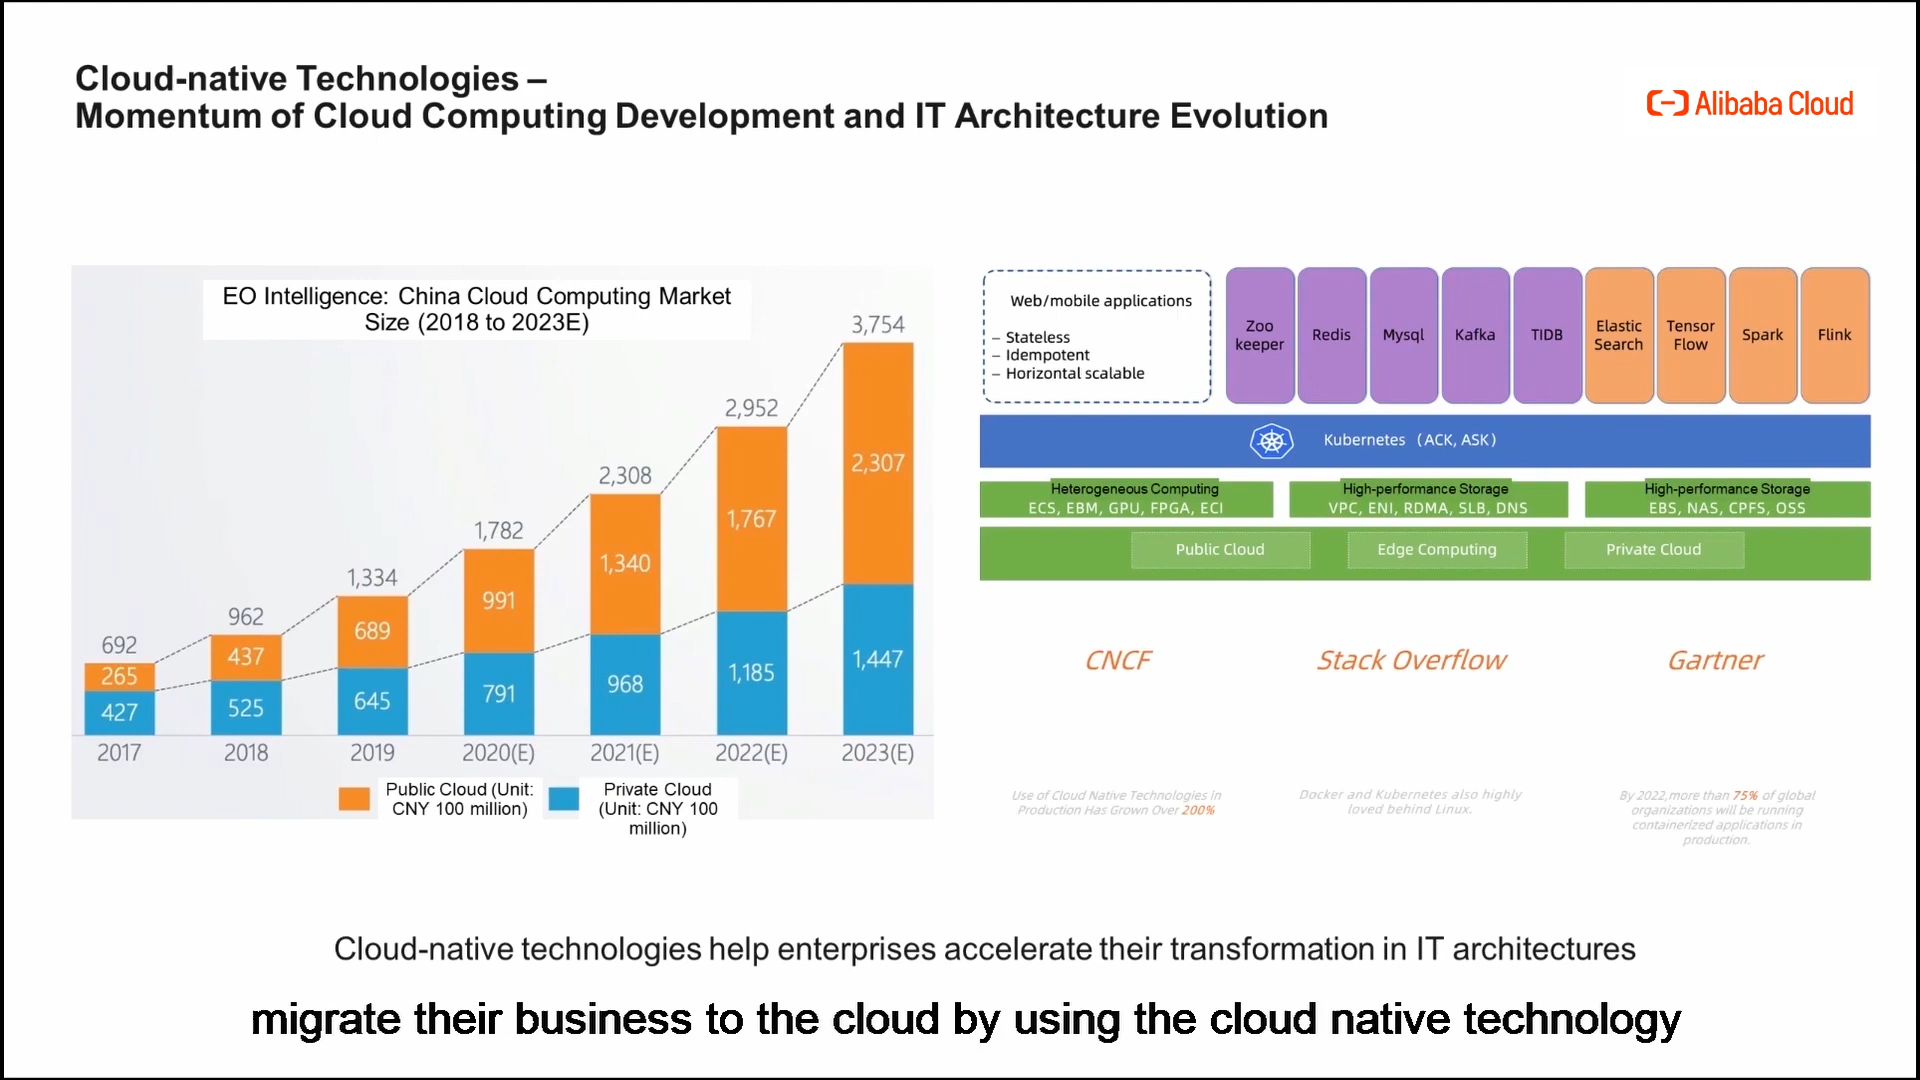 Cloud-native Technologies –
Momentum of Cloud Computing Development and IT Architecture Evolution
Alibaba Cloud
EO Intelligence: China Cloud Computing Market
Size (2018 to 2023E)
3,754
2,952
2,308
1,782
1,334
962
692
265
437
689
991
1,340
1,767
2,307
427
525
645
791
968
1,185
1,447
2017
2018
2019
2020(E)
2021(E)
2022(E)
2023(E)
Public Cloud (Unit:
CNY 100 million)
Private Cloud
(Unit: CNY 100
million)
Web/mobile applications
– Stateless
– Idempotent
– Horizontal scalable
Zoo
keeper
Redis
Mysql
Kafka
TIDB
Elastic
Search
Tensor
Flow
Spark
Flink
Kubernetes (ACK, ASK)
Heterogeneous Computing
ECS, EBM, GPU, FPGA, ECI
High-performance Storage
VPC, ENI, RDMA, SLB, DNS
High-performance Storage
EBS, NAS, CPFS, OSS
Public Cloud
Edge Computing
Private Cloud
CNCF
Stack Overflow
Gartner
Use of Cloud Native Technologies in
Production Has Grown Over 200%
Docker and Kubernetes also highly
loved behind Linux.
By 2022,more than 75% of global
organizations will be running
containerized applications in
production.
Cloud-native technologies help enterprises accelerate their transformation in IT architectures
migrate their business to the cloud by using the cloud native technology